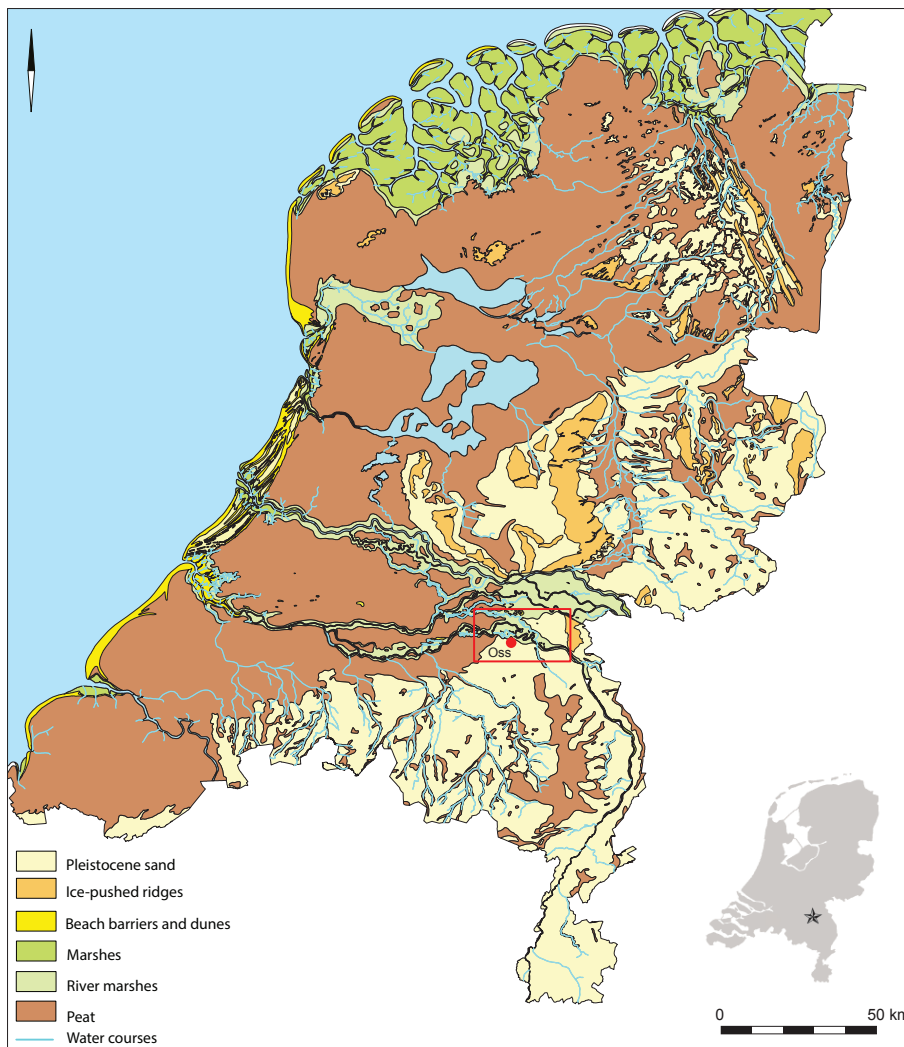 Oss
Pleistocene sand
Ice-pushed ridges
Beach barriers and dunes
Marshes
River marshes
Peat
Water courses
0 50 km